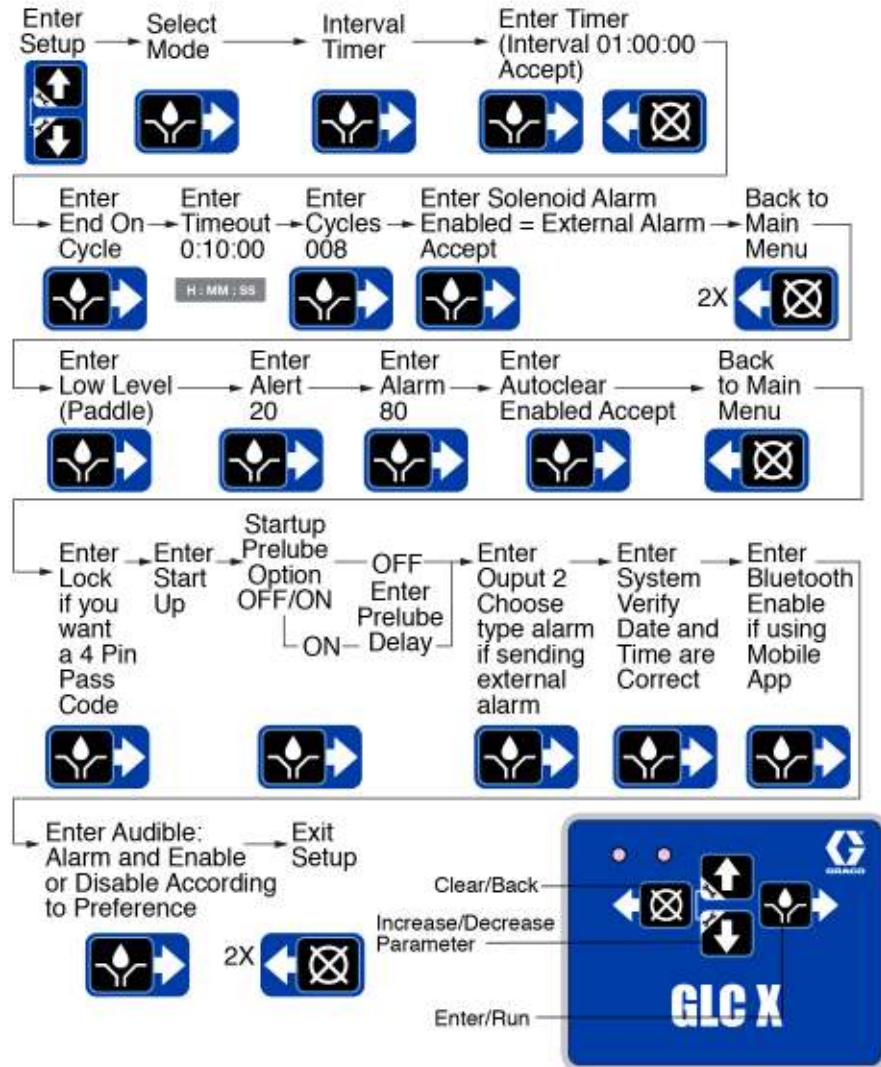 Enter
Setup
Select
Mode
Interval
Timer
Enter Timer
(Interval 01:00:00
Accept)
Enter
End On
Cycle
Enter
Timeout
0:10:00
H : MM : SS
Enter
Cycles
008
Enter Solenoid Alarm
Enabled = External Alarm
Accept
Back to
Main
Menu
2X
Enter
Low Level
(Paddle)
Enter
Alert
20
Enter
Alarm
80
Enter
Autoclear
Enabled Accept
Back
to Main
Menu
Enter
Lock
if you
want
a 4 Pin
Pass
Code
Enter
Start
Up
Startup
Prelube
Option
OFF/ON
OFF
ON
Enter
Prelube
Delay
Enter
Ouput 2
Choose
type alarm
if sending
external
alarm
Enter
System
Verify
Date and
Time are
Correct
Enter
Bluetooth
Enable
if using
Mobile
App
Enter Audible:
Alarm and Enable
or Disable According
to Preference
Exit
Setup
2X
Clear/Back
Increase/Decrease
Parameter
Enter/Run
GRACO
GLC X